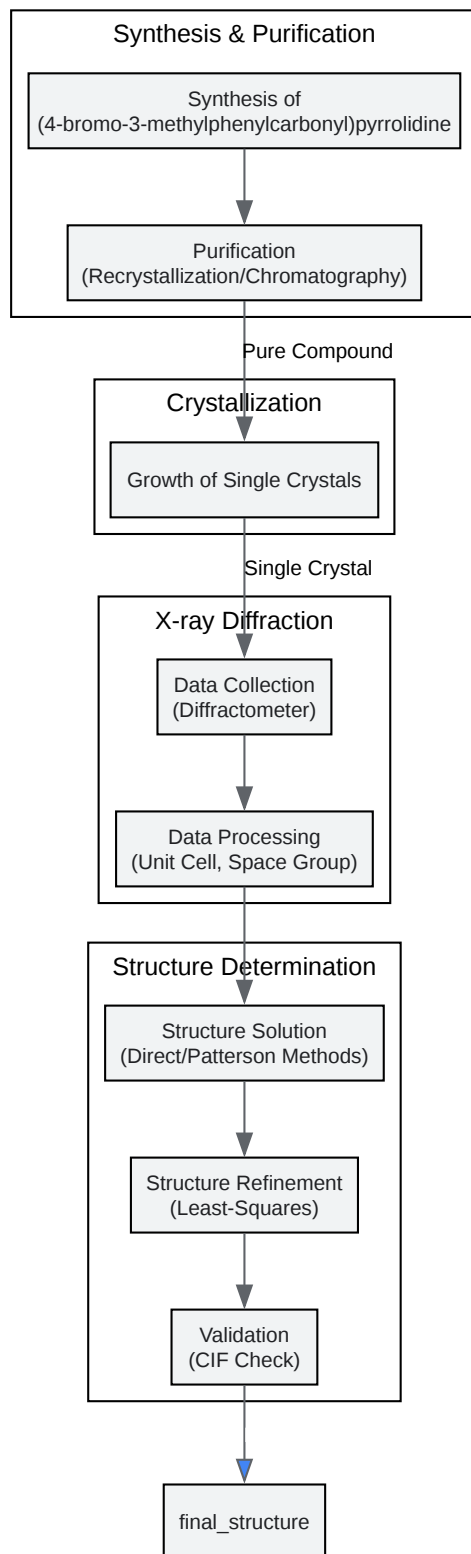 Synthesis & Purification
Synthesis of
(4-bromo-3-methylphenylcarbonyl)pyrrolidine
Purification
(Recrystallization/Chromatography)
Pure Compound
Crystallization
Growth of Single Crystals
Single Crystal
X-ray Diffraction
Data Collection
(Diffractometer)
Data Processing
(Unit Cell, Space Group)
Structure Determination
Structure Solution
(Direct/Patterson Methods)
Structure Refinement
(Least-Squares)
Validation
(CIF Check)
final_structure